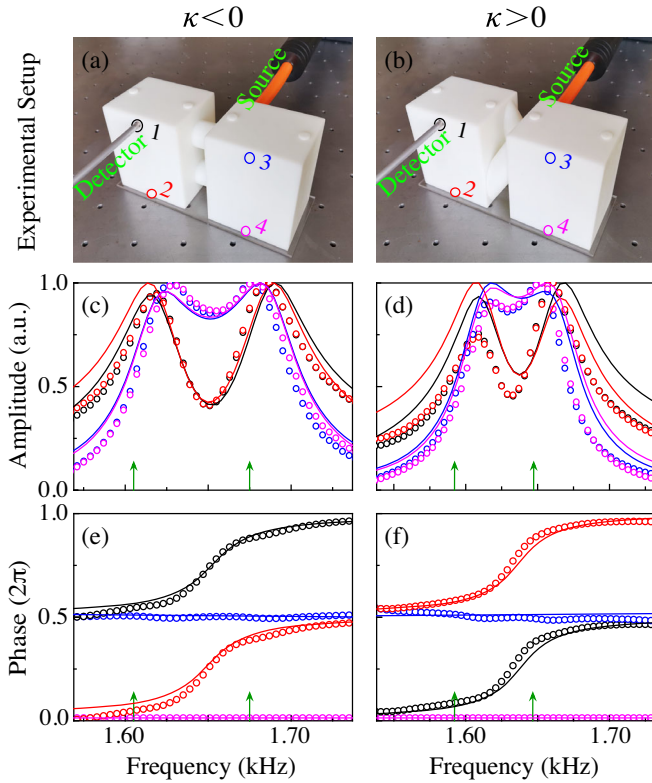 κ<0
κ>0
Experimental Setup
(a)
Source
1
Detector
3
2
4
(b)
Source
1
Detector
3
2
4
Amplitude (a.u.)
1.0
0.5
0.0
(c)
(d)
Phase (2π)
1.0
0.5
0.0
(e)
(f)
1.60
1.70
1.60
1.70
Frequency (kHz)
Frequency (kHz)